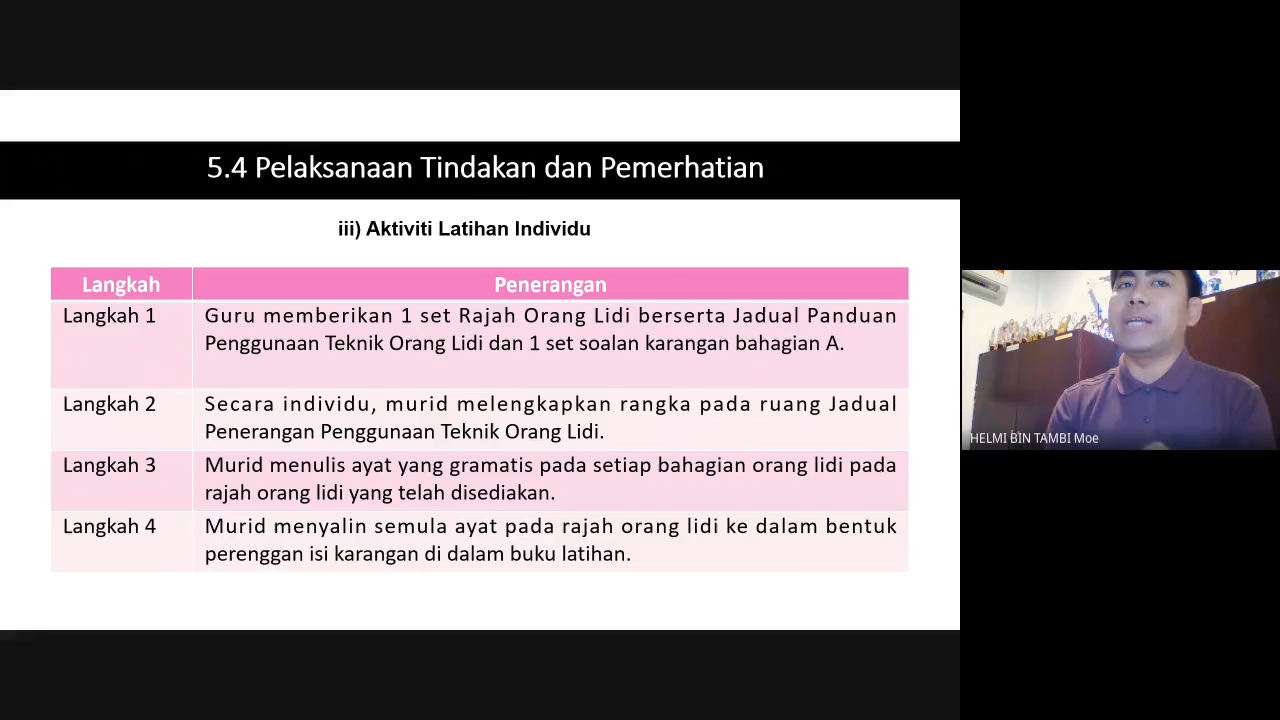 5.4 Pelaksanaan Tindakan dan Pemerhatian
iii) Aktiviti Latihan Individu
Langkah Penerangan
Langkah 1 Guru memberikan 1 set Rajah Orang Lidi berserta Jadual Panduan
Penggunaan Teknik Orang Lidi dan 1 set soalan karangan bahagian A.
Langkah 2 Secara individu, murid melengkapkan rangka pada ruang Jadual
Penerangan Penggunaan Teknik Orang Lidi.
Langkah 3 Murid menulis ayat yang gramatis pada setiap bahagian orang lidi pada
rajah orang lidi yang telah disediakan.
Langkah 4 Murid menyalin semula ayat pada rajah orang lidi ke dalam bentuk
perenggan isi karangan di dalam buku latihan.
HELMI BIN TAMBI Moe